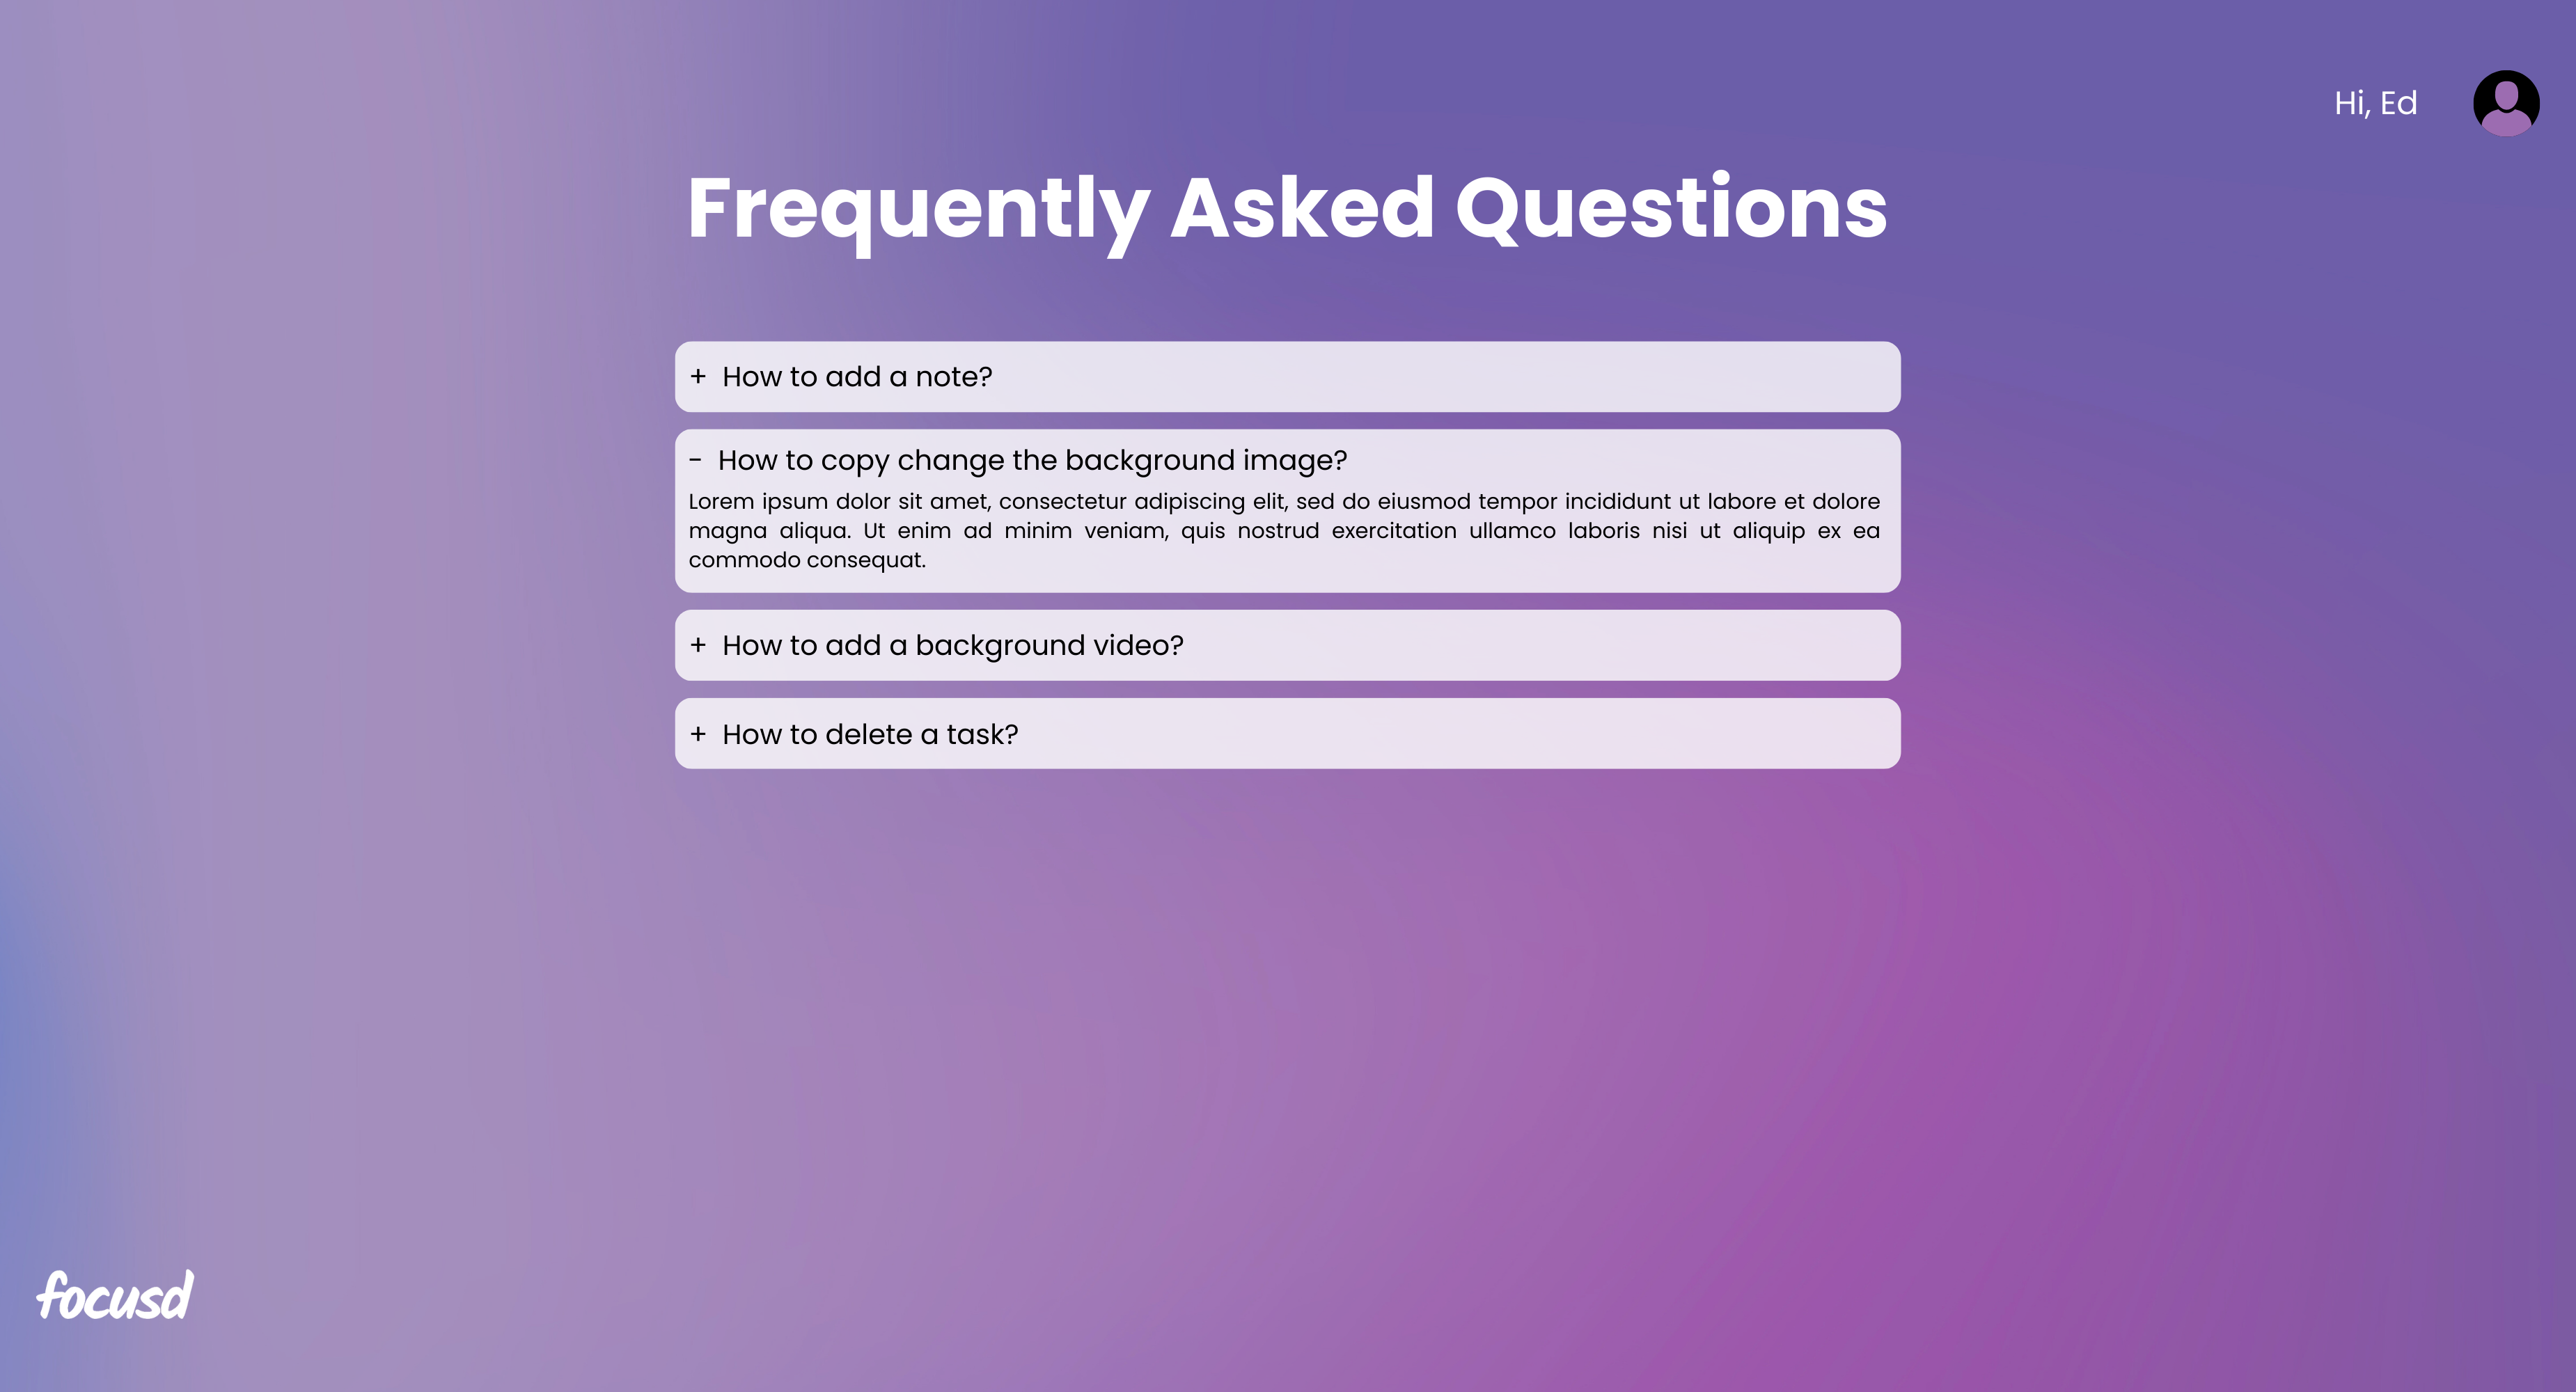 Hi, Ed
Frequently Asked Questions
+ How to add a note?
- How to copy change the background image?
Lorem ipsum dolor sit amet, consectetur adipiscing elit, sed do eiusmod tempor incididunt ut labore et dolore
magna aliqua. Ut enim ad minim veniam, quis nostrud exercitation ullamco laboris nisi ut aliquip ex ea
commodo consequat.
+ How to add a background video?
+ How to delete a task?
focusd